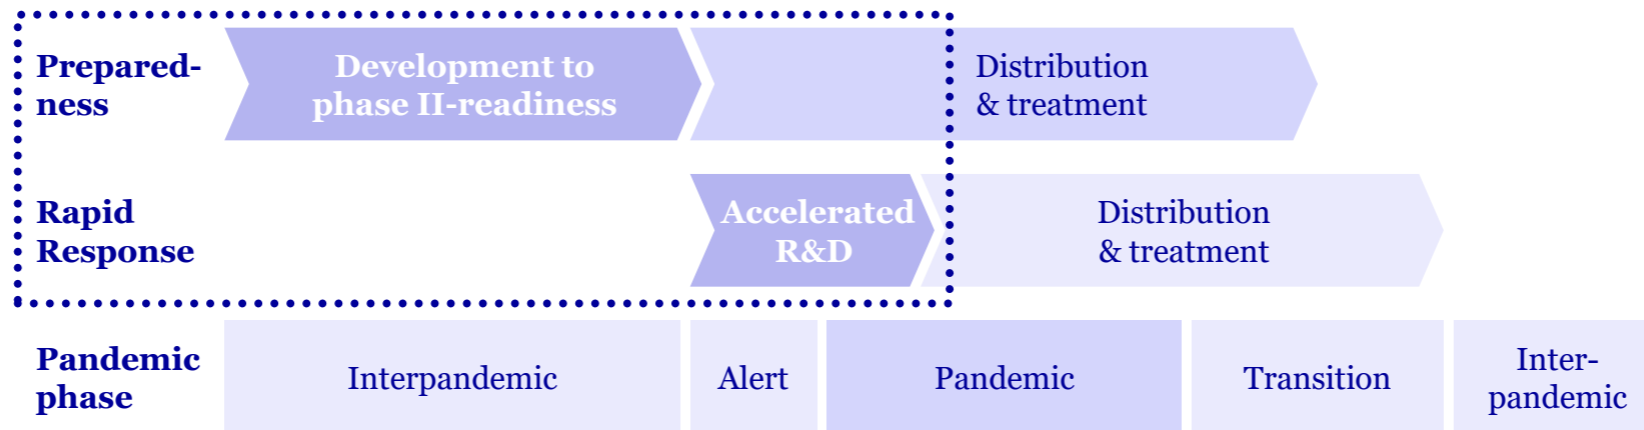 Prepared-
ness
Development to
phase II-readiness
Distribution
& treatment
Rapid
Response
Accelerated
R&D
Distribution
& treatment
Pandemic
phase
Interpandemic
Alert
Pandemic
Transition
Inter-
pandemic